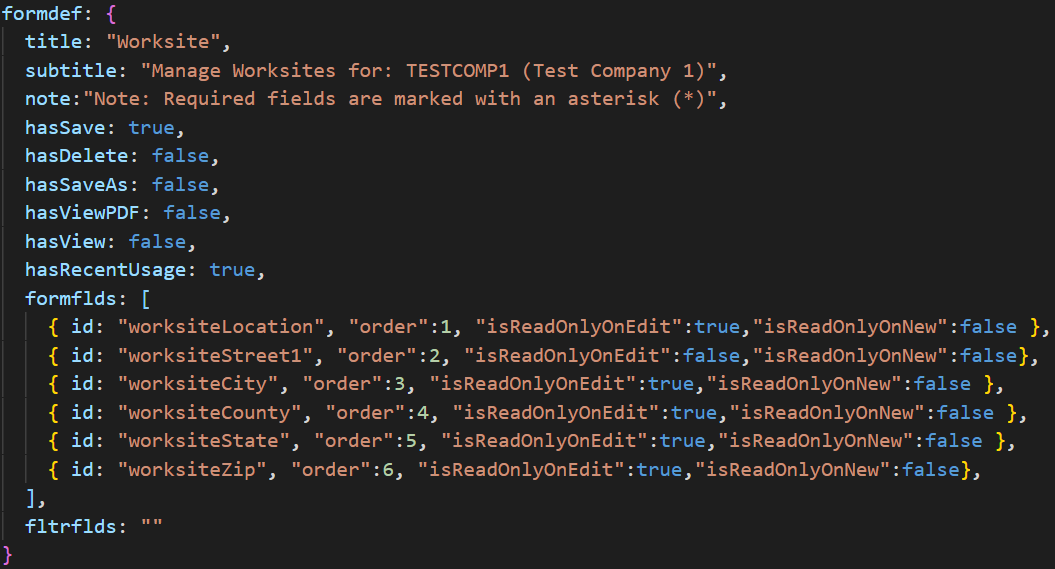 formdef: {
title: "Worksite",
subtitle: "Manage Worksites for: TESTCOMP1 (Test Company 1)",
note:"Note: Required fields are marked with an asterisk (*)",
hasSave: true,
hasDelete: false,
hasSaveAs: false,
hasViewPDF: false,
hasView: false,
hasRecentUsage: true,
formflds: [
{ id: "worksiteLocation", "order":1, "isReadOnlyOnEdit":true,"isReadOnlyOnNew":false },
{ id: "worksiteStreet1", "order":2, "isReadOnlyOnEdit":false,"isReadOnlyOnNew":false},
{ id: "worksiteCity", "order":3, "isReadOnlyOnEdit":true,"isReadOnlyOnNew":false },
{ id: "worksiteCounty", "order":4, "isReadOnlyOnEdit":true,"isReadOnlyOnNew":false },
{ id: "worksiteState", "order":5, "isReadOnlyOnEdit":true,"isReadOnlyOnNew":false },
{ id: "worksiteZip", "order":6, "isReadOnlyOnEdit":true,"isReadOnlyOnNew":false},
],
fltrflds: ""
}